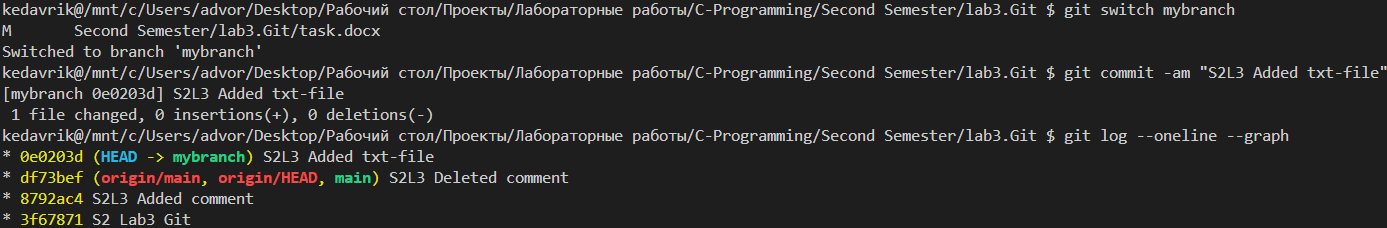 kedavrik@/mnt/c/Users/advor/Desktop/Рабочий стол/Проекты/Лабораторные работы/C-Programming/Second Semester/lab3.Git $ git switch mybranch
M       Second Semester/lab3.Git/task.docx
Switched to branch 'mybranch'
kedavrik@/mnt/c/Users/advor/Desktop/Рабочий стол/Проекты/Лабораторные работы/C-Programming/Second Semester/lab3.Git $ git commit -am "S2L3 Added txt-file"
[mybranch 0e0203d] S2L3 Added txt-file
 1 file changed, 0 insertions(+), 0 deletions(-)
kedavrik@/mnt/c/Users/advor/Desktop/Рабочий стол/Проекты/Лабораторные работы/C-Programming/Second Semester/lab3.Git $ git log --oneline --graph
* 0e0203d (HEAD -> mybranch) S2L3 Added txt-file
* df73bef (origin/main, origin/HEAD, main) S2L3 Deleted comment
* 8792ac4 S2L3 Added comment
* 3f67871 S2 Lab3 Git